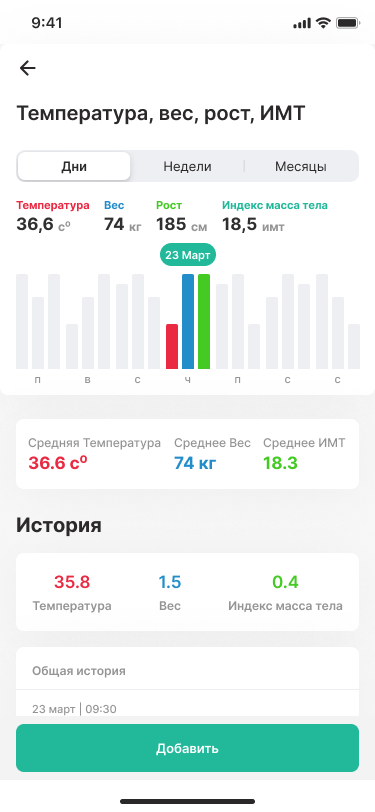 9:41
Температура, вес, рост, ИМТ
Дни Недели Месяцы
Температура Вес Рост Индекс масса тела
36,6 c⁰ 74 кг 185 см 18,5 имт
23 Март
п в с ч п с с
Средняя Температура Среднее Вес Среднее ИМТ
36.6 c⁰ 74 кг 18.3
История
35.8 1.5 0.4
Температура Вес Индекс масса тела
Общая история
23 март | 09:30
Добавить